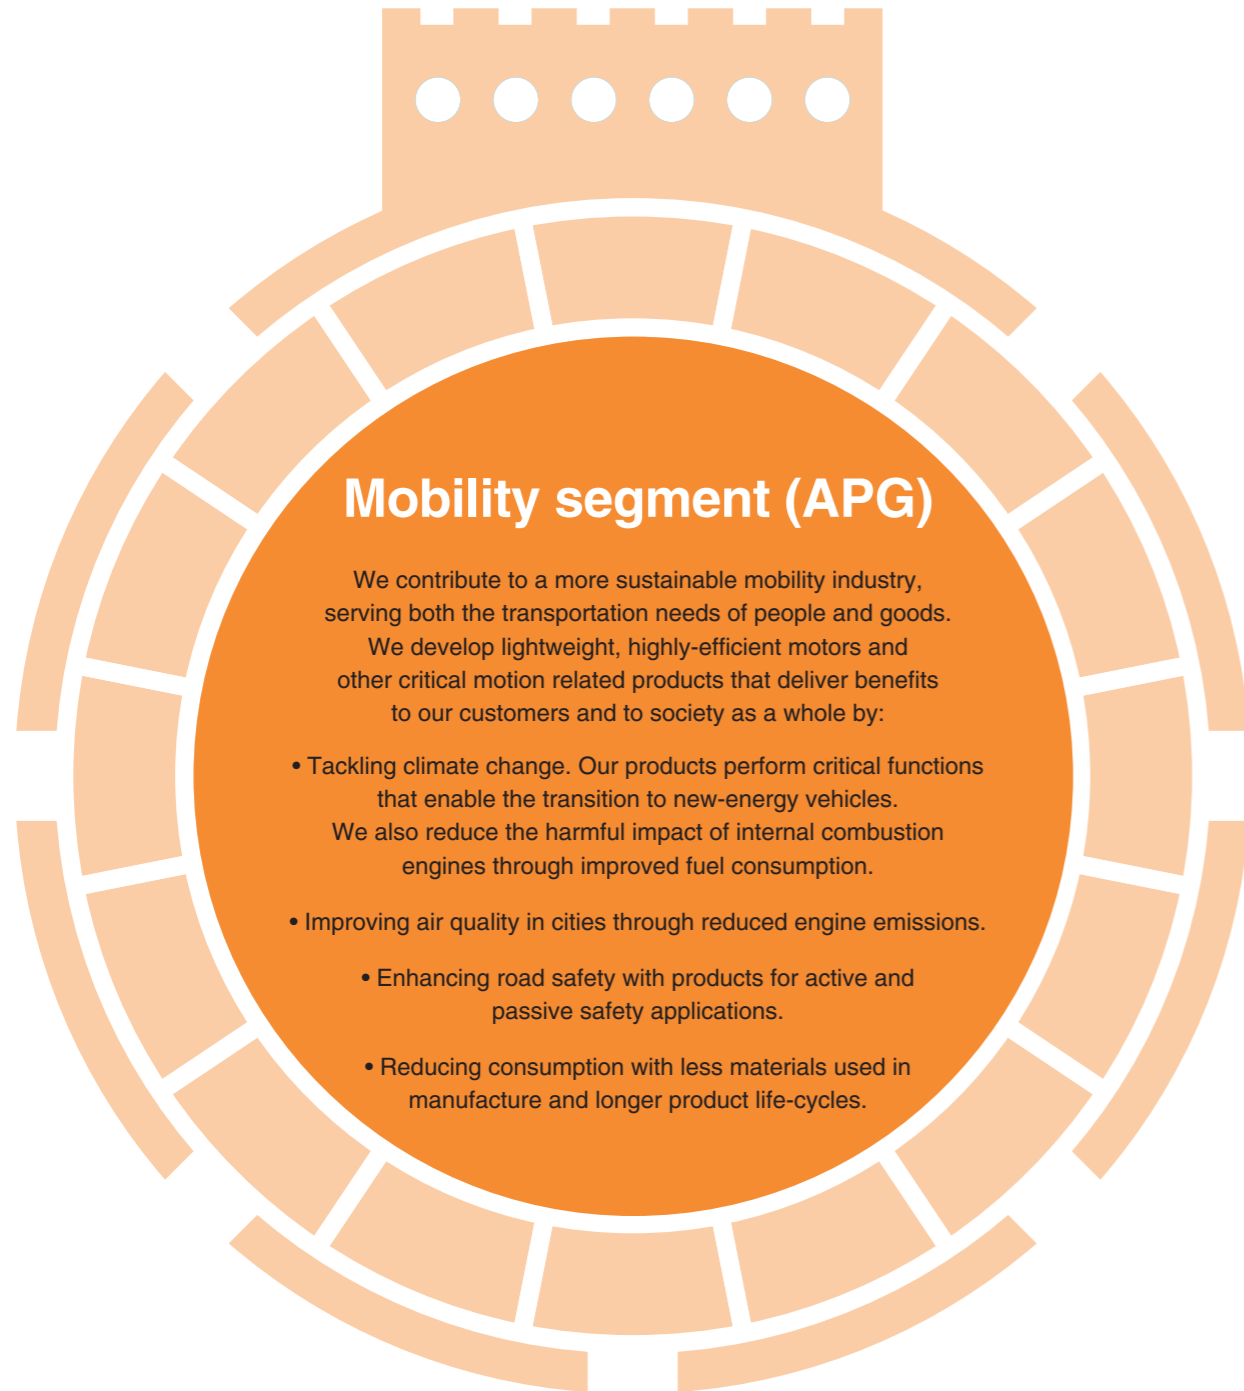 Mobility segment (APG)
We contribute to a more sustainable mobility industry,
serving both the transportation needs of people and goods.
We develop lightweight, highly-efficient motors and
other critical motion related products that deliver benefits
to our customers and to society as a whole by:
• Tackling climate change. Our products perform critical functions
that enable the transition to new-energy vehicles.
We also reduce the harmful impact of internal combustion
engines through improved fuel consumption.
• Improving air quality in cities through reduced engine emissions.
• Enhancing road safety with products for active and
passive safety applications.
• Reducing consumption with less materials used in
manufacture and longer product life-cycles.